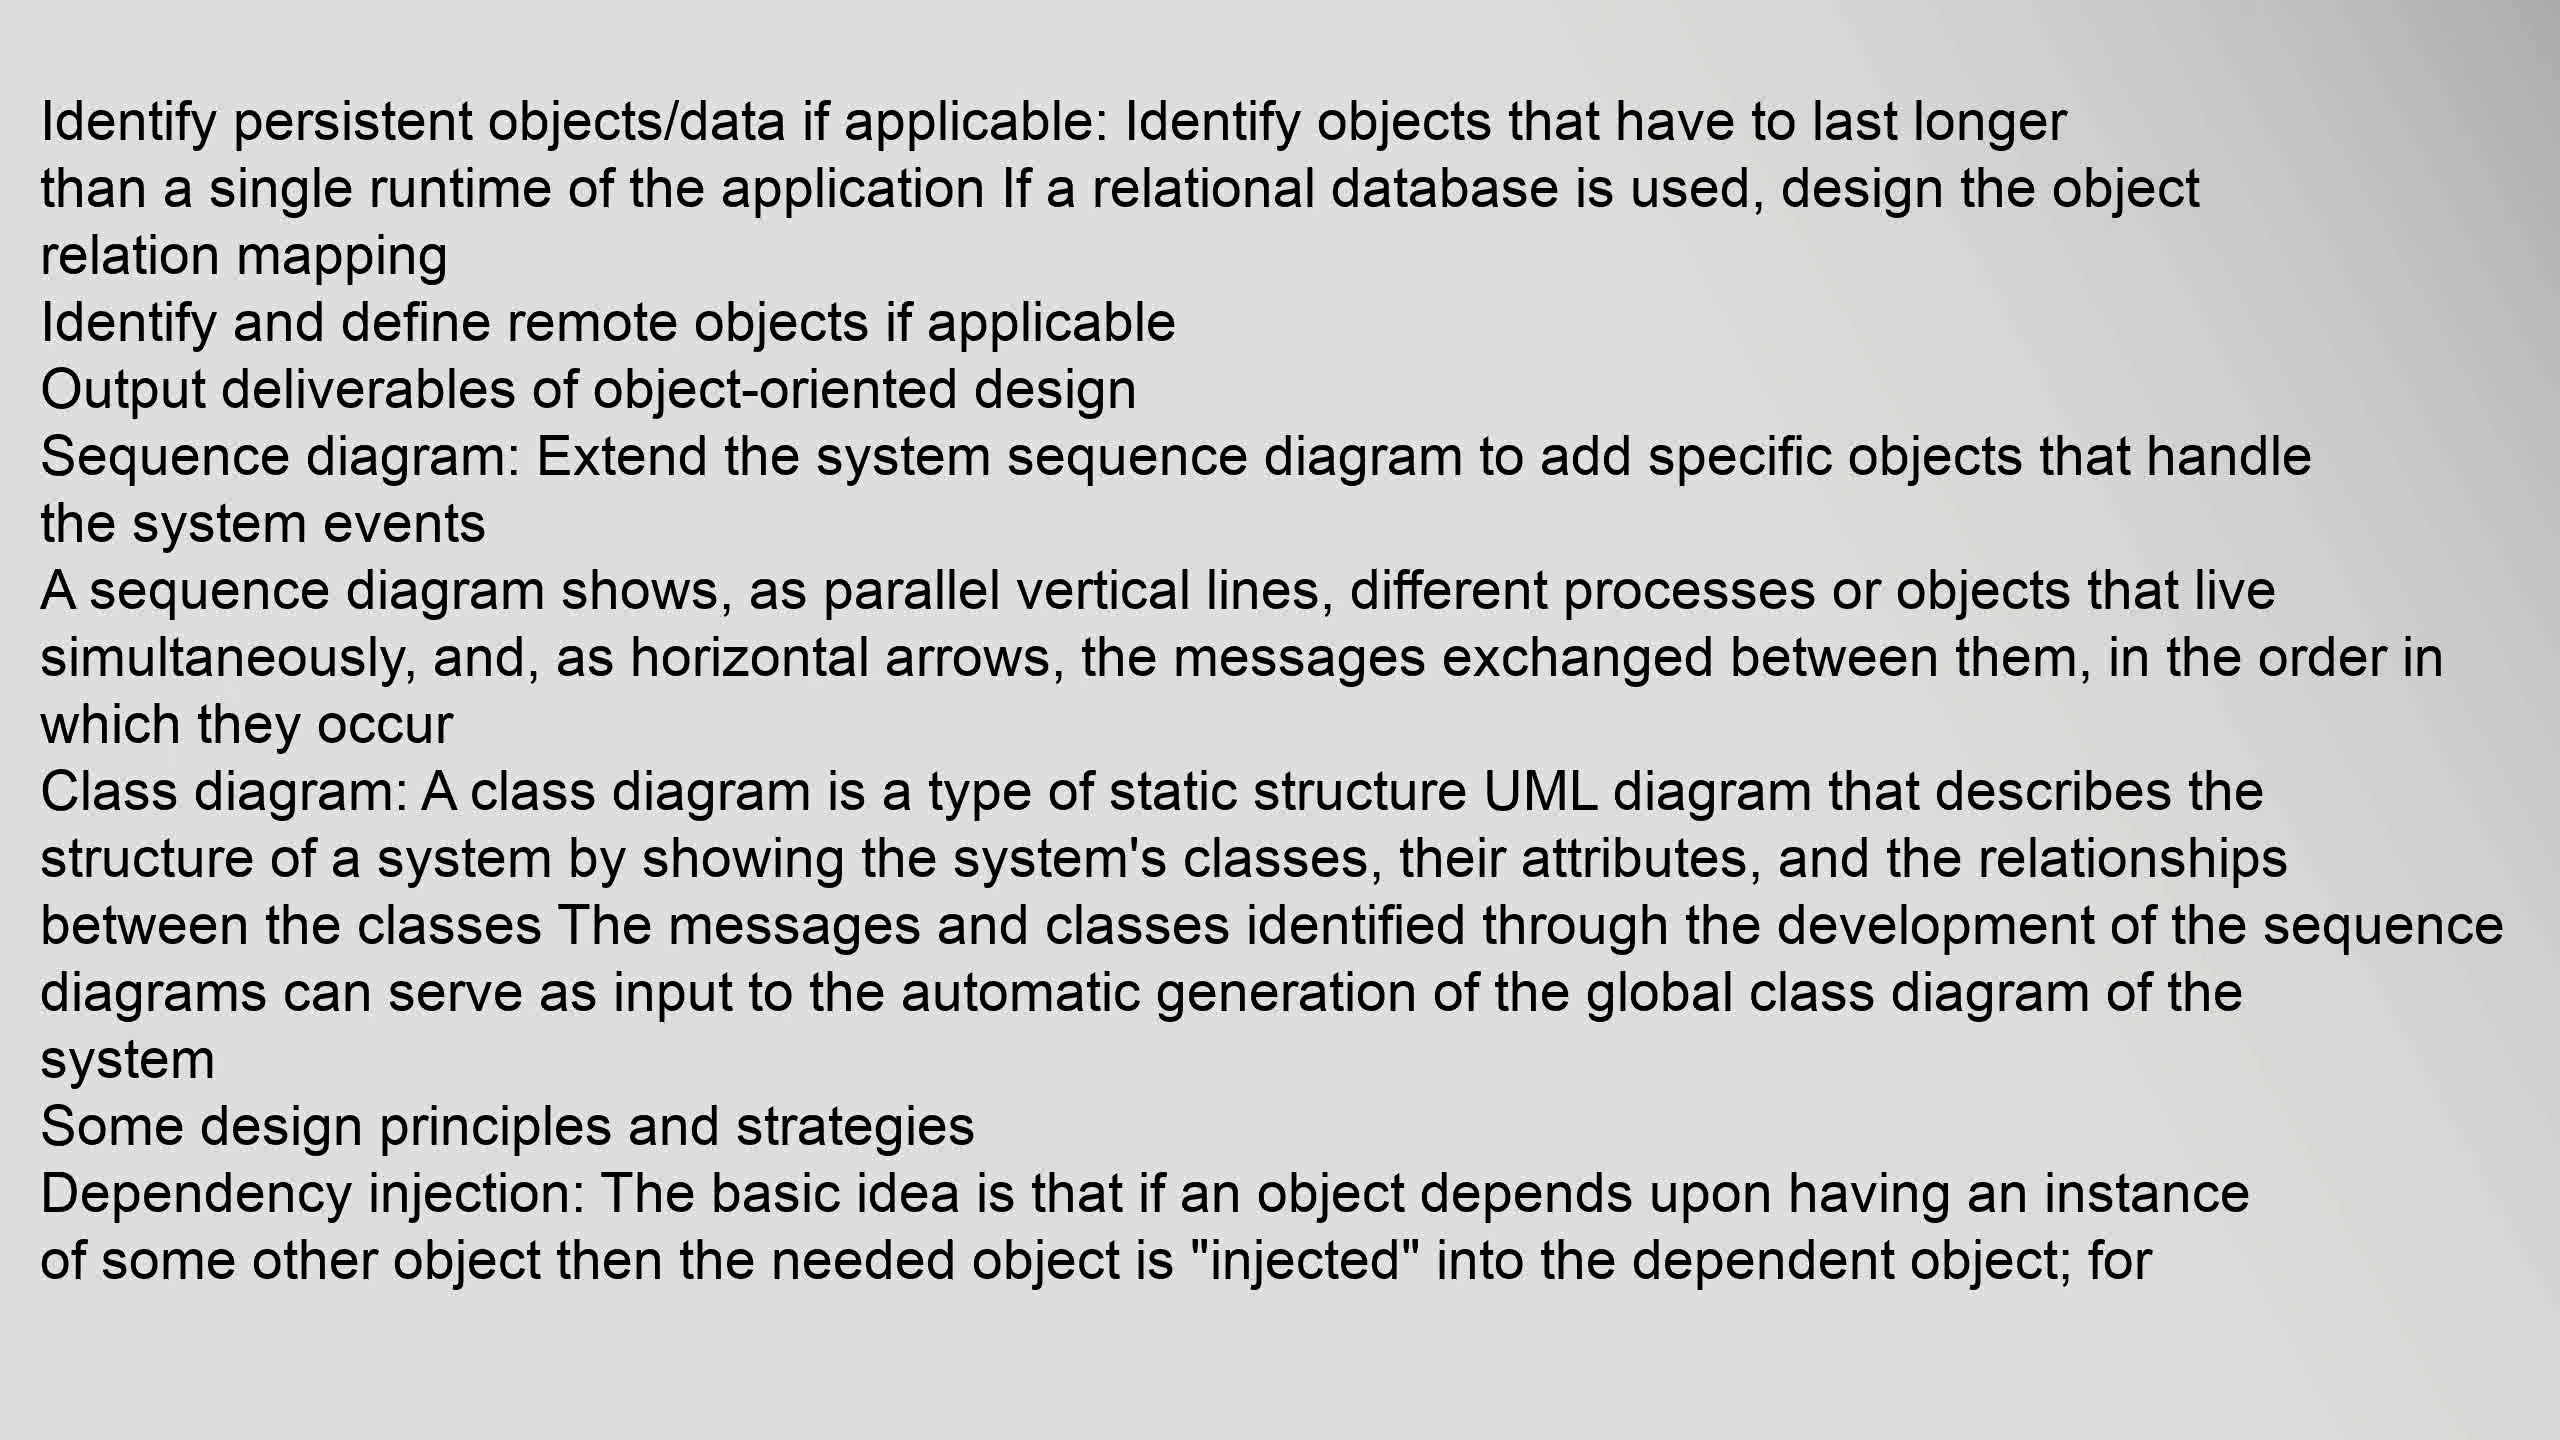 Identify persistent objects/data if applicable: Identify objects that have to last longer
than a single runtime of the application If a relational database is used, design the object
relation mapping
Identify and define remote objects if applicable
Output deliverables of object-oriented design
Sequence diagram: Extend the system sequence diagram to add specific objects that handle
the system events
A sequence diagram shows, as parallel vertical lines, different processes or objects that live
simultaneously, and, as horizontal arrows, the messages exchanged between them, in the order in
which they occur
Class diagram: A class diagram is a type of static structure UML diagram that describes the
structure of a system by showing the system's classes, their attributes, and the relationships
between the classes The messages and classes identified through the development of the sequence
diagrams can serve as input to the automatic generation of the global class diagram of the
system
Some design principles and strategies
Dependency injection: The basic idea is that if an object depends upon having an instance
of some other object then the needed object is "injected" into the dependent object; for